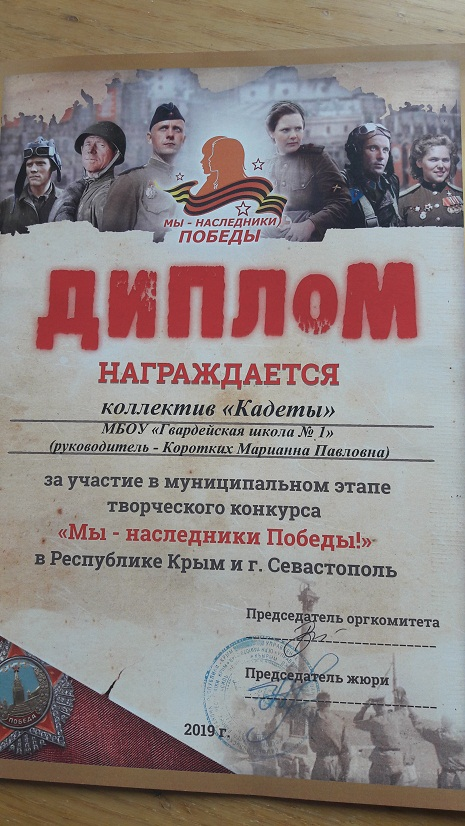 МЫ - НАСЛЕДНИКИ
ПОБЕДЫ
ДИПЛОМ
НАГРАЖДАЕТСЯ
коллектив «Кадеты»
МБОУ «Гвардейская школа № 1»
(руководитель - Коротких Марианна Павловна)
за участие в муниципальном этапе
творческого конкурса
«Мы - наследники Победы!»
в Республике Крым и г. Севастополь
Председатель оргкомитета
Председатель жюри
ПОБЕДА
2019 г.